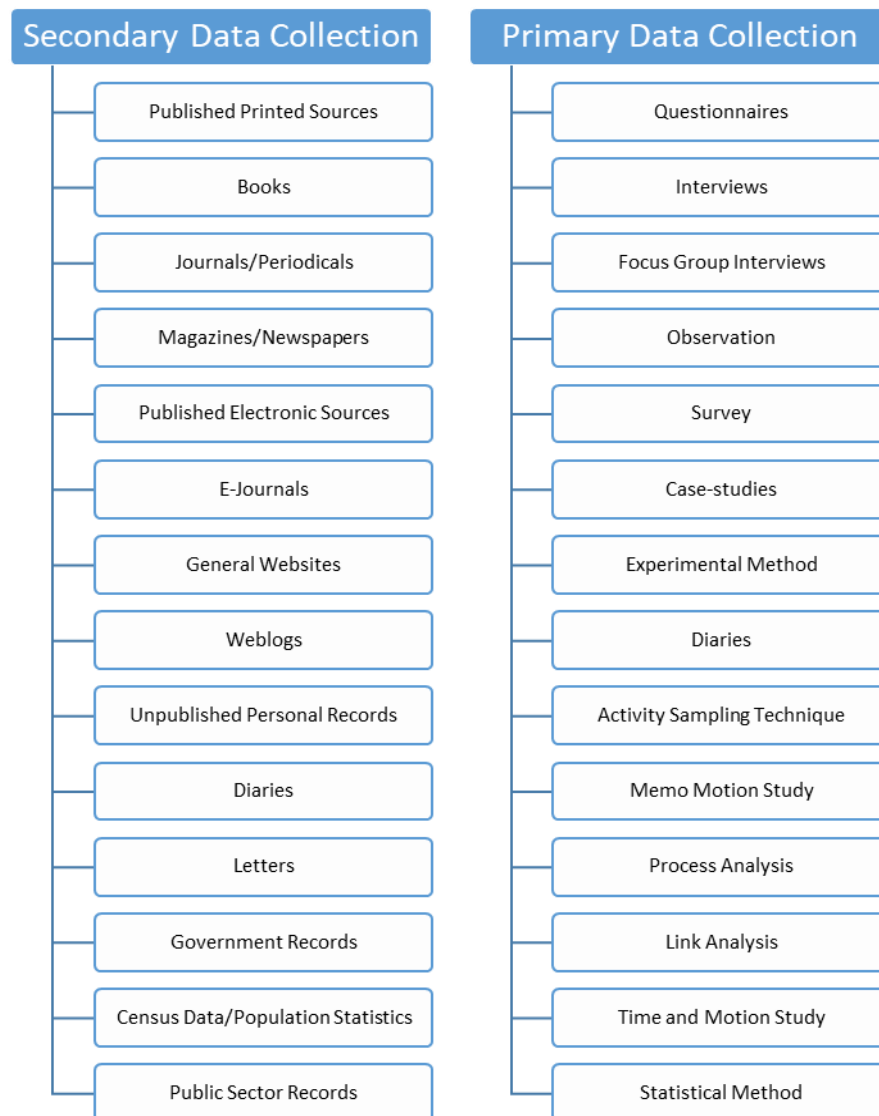 Secondary Data Collection
Published Printed Sources
Books
Journals/Periodicals
Magazines/Newspapers
Published Electronic Sources
E-Journals
General Websites
Weblogs
Unpublished Personal Records
Diaries
Letters
Government Records
Census Data/Population Statistics
Public Sector Records
Primary Data Collection
Questionnaires
Interviews
Focus Group Interviews
Observation
Survey
Case-studies
Experimental Method
Diaries
Activity Sampling Technique
Memo Motion Study
Process Analysis
Link Analysis
Time and Motion Study
Statistical Method